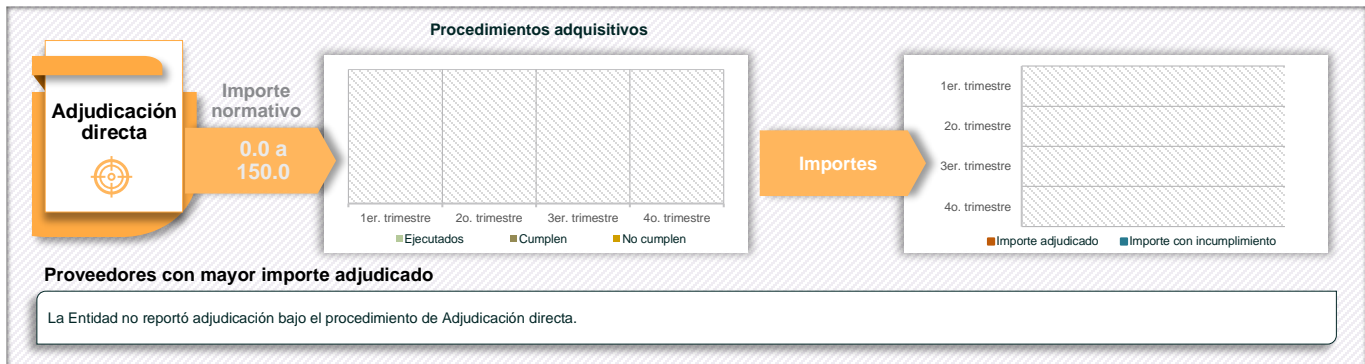 Procedimientos adquisitivos
Adjudicación
directa
Importe
normativo
0.0 a
150.0
1er. trimestre 2o. trimestre 3er. trimestre 4o. trimestre
Ejecutados Cumplen No cumplen
Importes
1er. trimestre
2o. trimestre
3er. trimestre
4o. trimestre
Importe adjudicado Importe con incumplimiento
Proveedores con mayor importe adjudicado
La Entidad no reportó adjudicación bajo el procedimiento de Adjudicación directa.